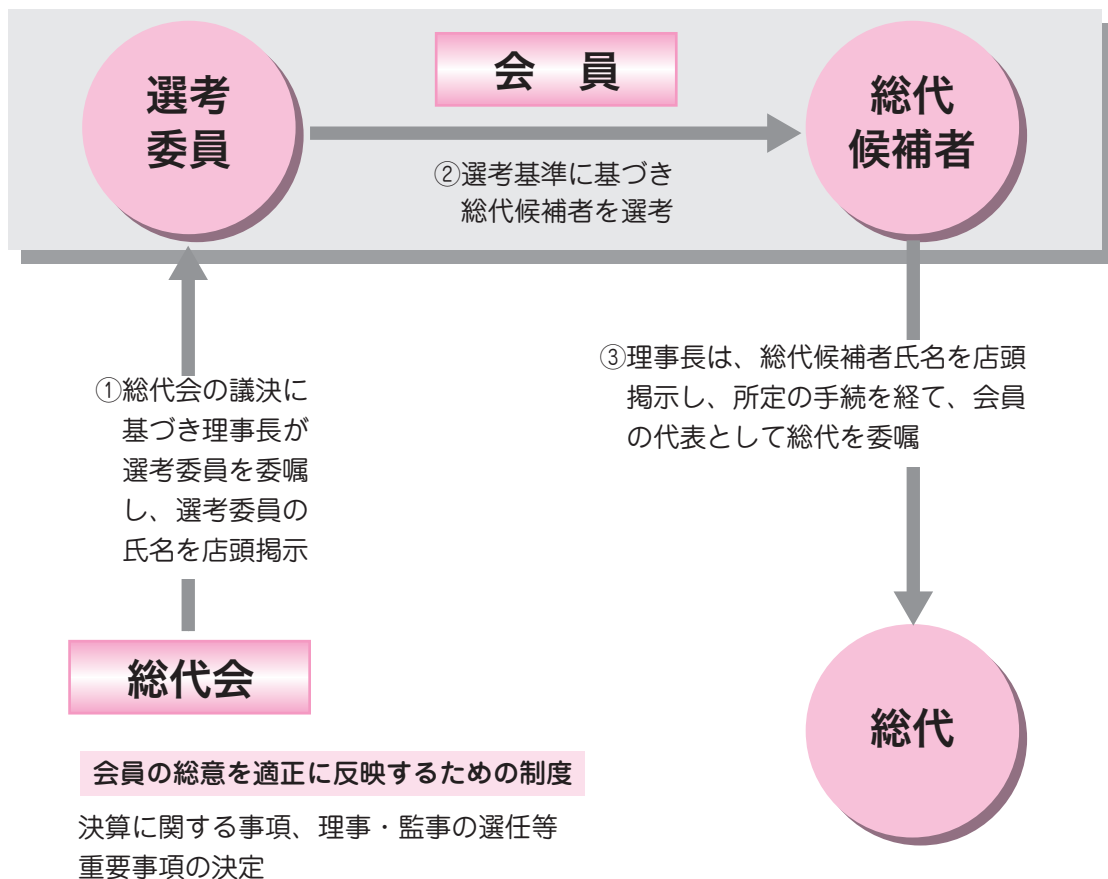 選考
委員
会　員
②選考基準に基づき
総代候補者を選考
総代
候補者
①総代会の議決に
基づき理事長が
選考委員を委嘱
し、選考委員の
氏名を店頭掲示
③理事長は、総代候補者氏名を店頭
掲示し、所定の手続を経て、会員
の代表として総代を委嘱
総代会
総代
会員の総意を適正に反映するための制度
決算に関する事項、理事・監事の選任等
重要事項の決定